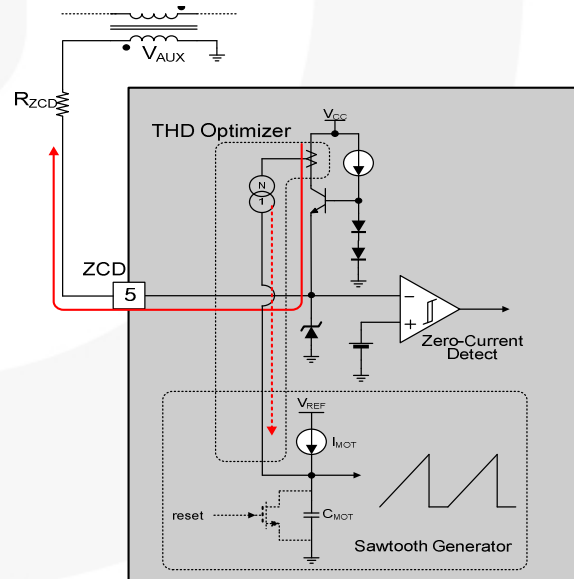 V_AUX
R_ZCD
V_CC
THD Optimizer
N
1
ZCD
5
−
+
Zero-Current
Detect
V_REF
I_MOT
reset
C_MOT
Sawtooth Generator